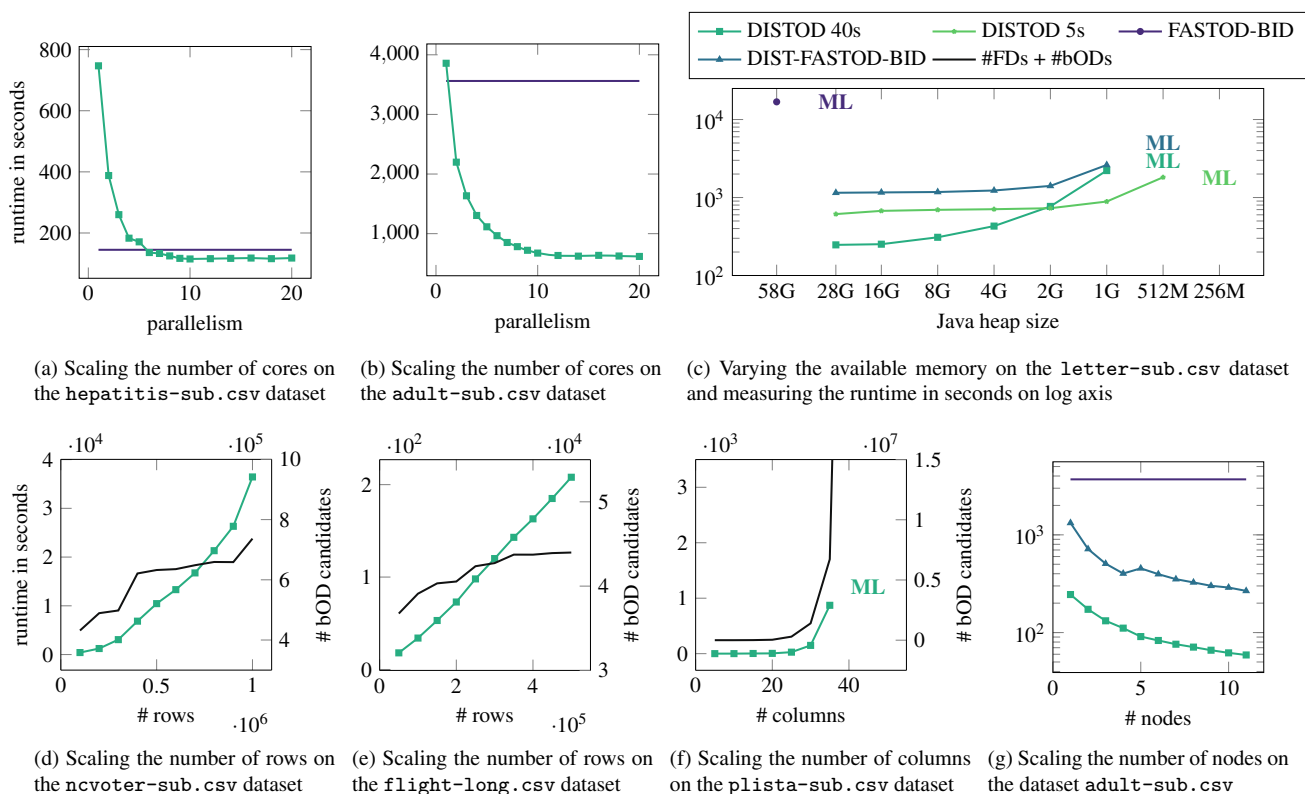 DISTOD 40s DISTOD 5s FASTOD-BID
DIST-FASTOD-BID #FDs + #bODs
800
600
400
200
0 10 20
runtime in seconds
parallelism
4,000
3,000
2,000
1,000
0 10 20
parallelism
10^4
10^3
10^2
ML
ML
ML
ML
58G 28G 16G 8G 4G 2G 1G 512M 256M
Java heap size
(a) Scaling the number of cores on
the hepatitis-sub.csv dataset
(b) Scaling the number of cores on
the adult-sub.csv dataset
(c) Varying the available memory on the letter-sub.csv dataset
and measuring the runtime in seconds on log axis
·10^4 ·10^5
4
3
2
1
0
10
8
6
4
0 0.5 1
·10^6
runtime in seconds
# bOD candidates
# rows
·10^2 ·10^4
2
1
0
5
4
3
2 4
·10^5
# bOD candidates
# rows
·10^3 ·10^7
3
2
1
0
1.5
1
0.5
0
ML
0 20 40
# bOD candidates
# columns
10^3
10^2
0 5 10
# nodes
(d) Scaling the number of rows on
the ncvoter-sub.csv dataset
(e) Scaling the number of rows on
the flight-long.csv dataset
(f) Scaling the number of columns
on the plista-sub.csv dataset
(g) Scaling the number of nodes on
the dataset adult-sub.csv